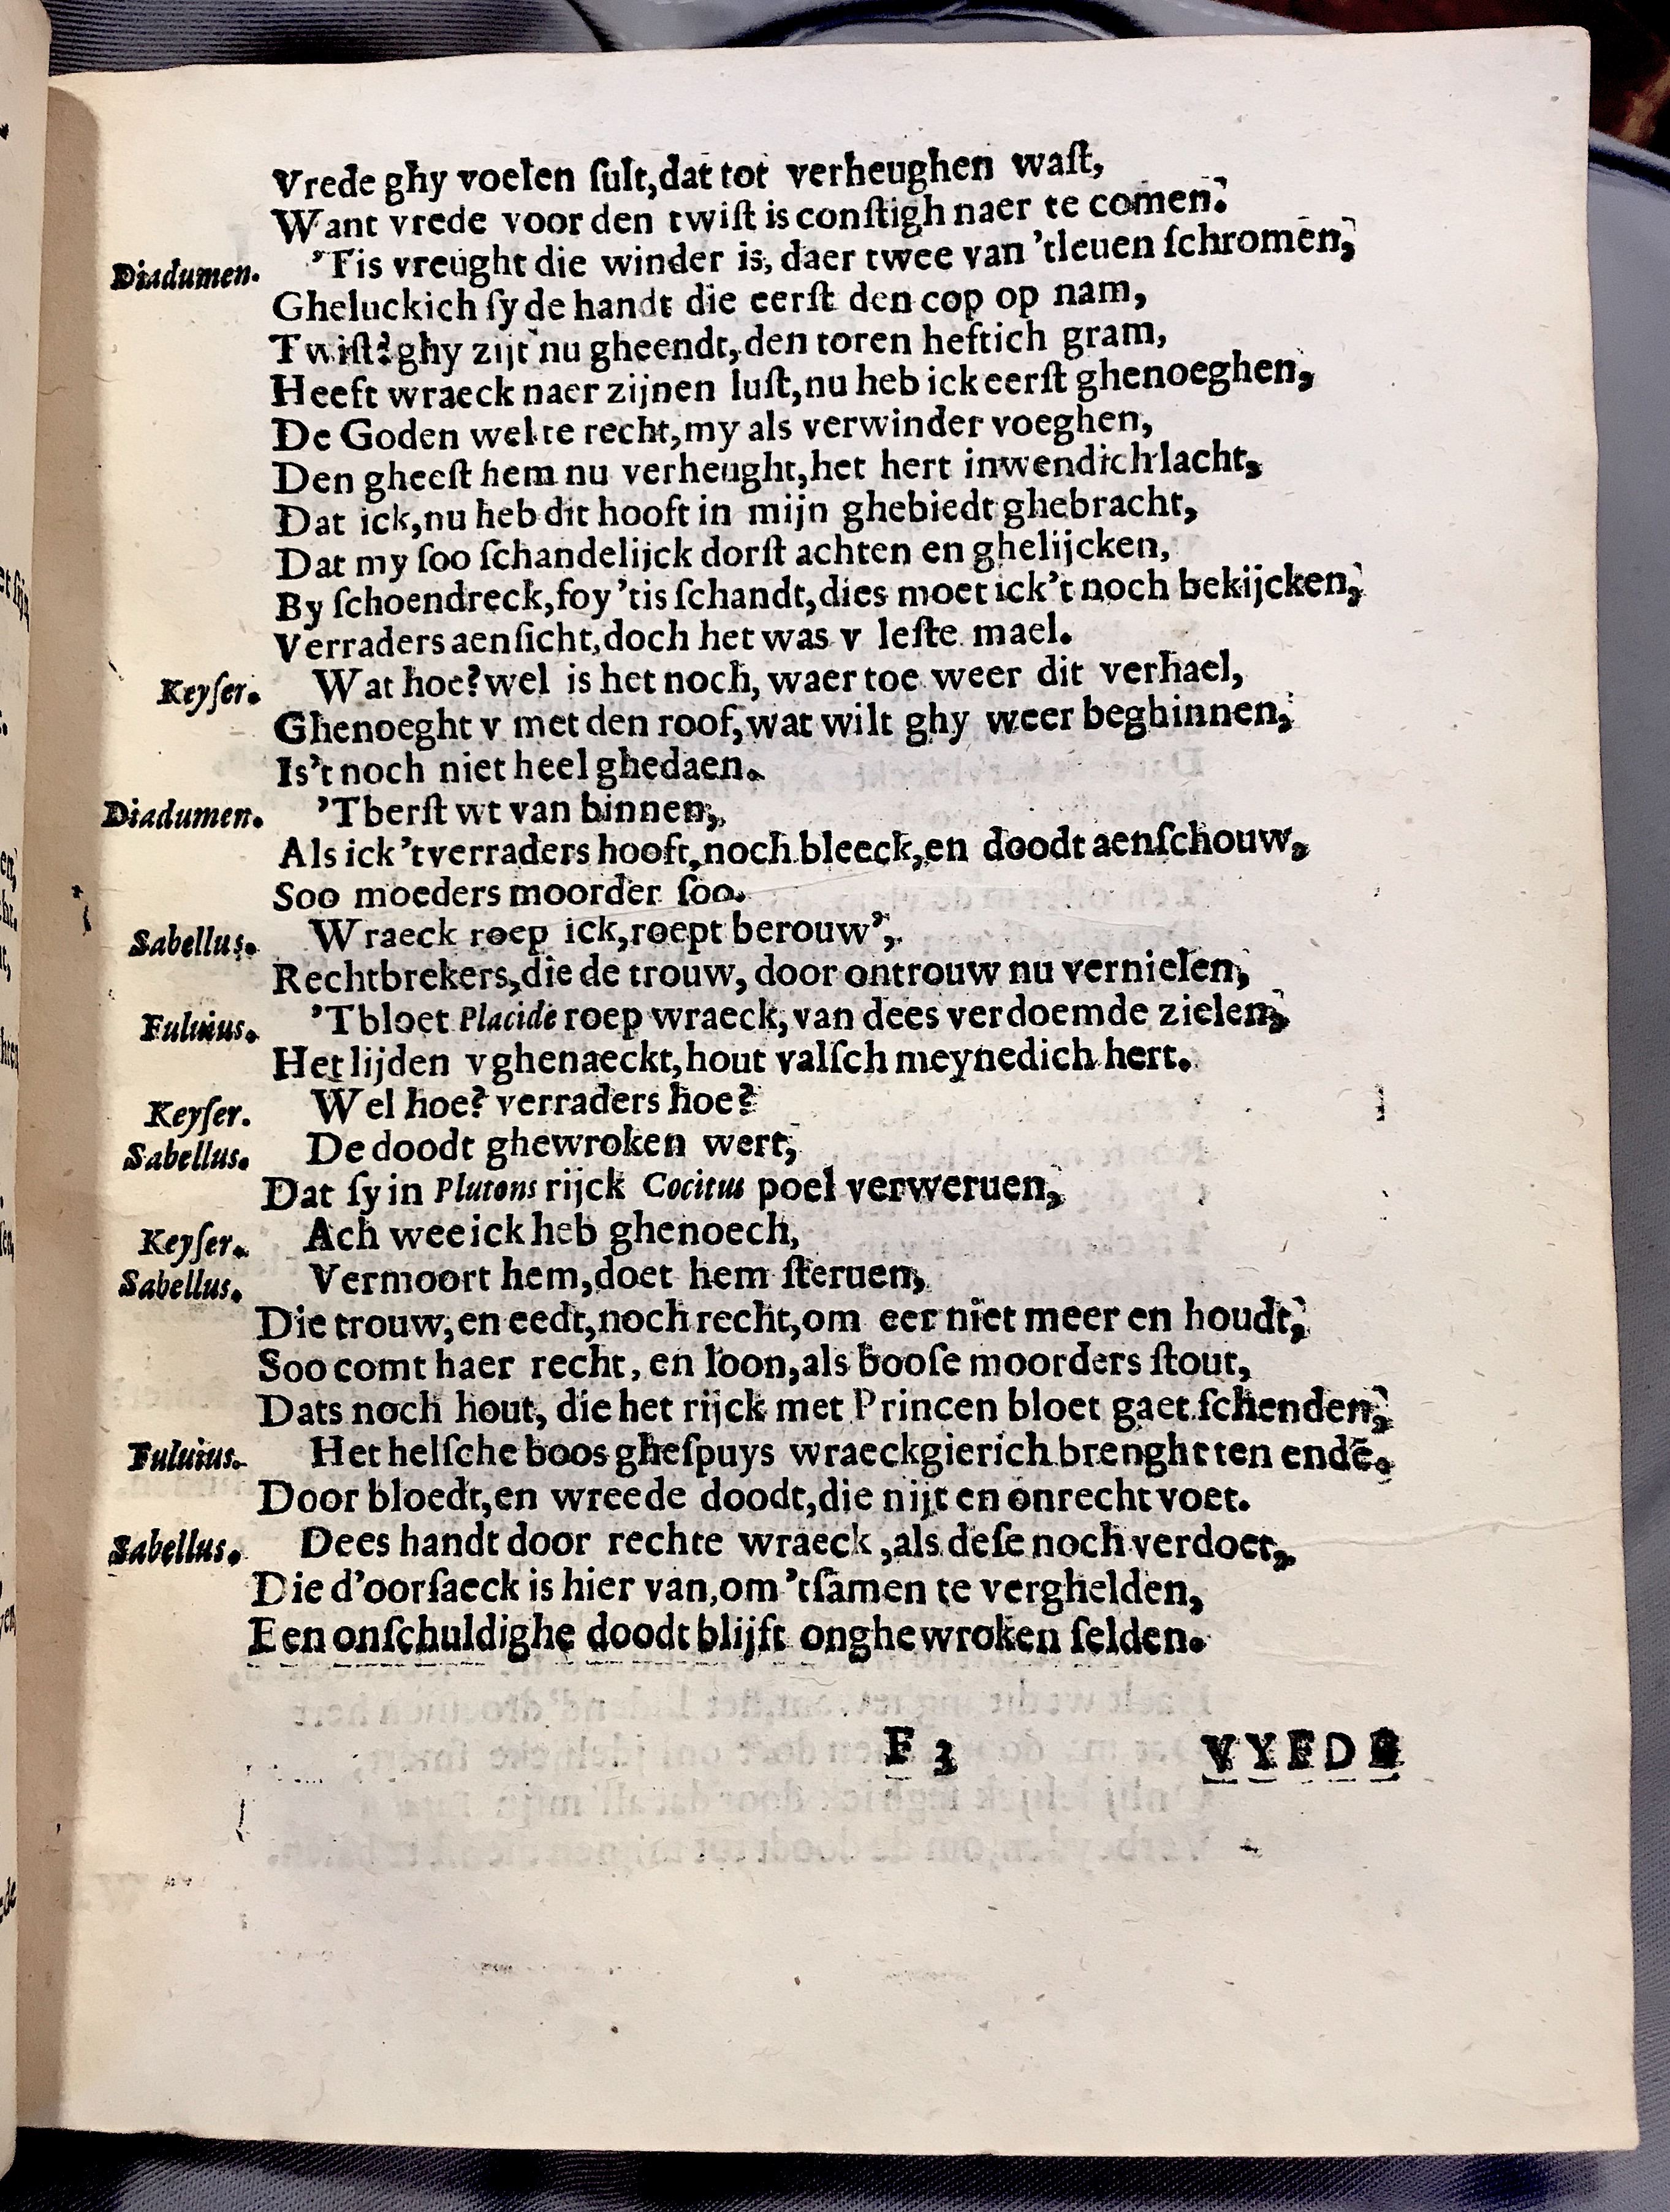 Vrede ghy voelen ſult,dat tot verheughen waſt,
Want vrede voor den twiſt is conſtigh naer te comen.
Diadumen. 'Tis vreught die winder is, daer twee van 'tleuen ſchromen,
Gheluckich ſy de handt die eerſt den cop op nam,
Twiſt? ghy zijt nu gheendt, den toren heftich gram,
Heeft wraeck naer zijnen luſt,nu heb ick eerſt ghenoeghen,
De Goden wel te recht,my als verwinder voeghen,
Den gheeſt hem nu verheught,het hert inwendich lacht,
Dat ick,nu heb dit hooft in mijn ghebiedt ghebracht,
Dat my ſoo ſchandelijck dorſt achten en ghelijcken,
By ſchoendreck,foy 'tis ſchandt,dies moet ick't noch bekijcken,
Verraders aenſicht,doch het was v leſte mael.
Keyſer. Wat hoe? wel is het noch, waer toe weer dit verhael,
Ghenoeght v met den roof,wat wilt ghy weer beghinnen,
Is't noch niet heel ghedaen.
Diadumen. 'Tberſt wt van binnen,
Als ick 'tverraders hooft,noch bleeck,en doodt aenſchouw,
Soo moeders moorder ſoo.
Sabellus. Wraeck roep ick,roept berouw',
Rechtbrekers,die de trouw, door ontrouw nu vernielen,
Fuluius. 'Tbloet Placide roep wraeck, van dees verdoemde zielen,
Het lijden v ghenaeckt,hout valſch meynedich hert.
Keyſer. Wel hoe? verraders hoe?
Sabellus. De doodt ghewroken wert,
Dat ſy in Plutons rijck Cocitus poel verweruen,
Keyſer. Ach wee ick heb ghenoech,
Sabellus. Vermoort hem,doet hem ſteruen,
Die trouw, en eedt,noch recht,om eer niet meer en houdt,
Soo comt haer recht, en loon,als booſe moorders ſtout,
Dats noch hout, die het rijck met Princen bloet gaet ſchenden,
Fuluius. Het helſche boos gheſpuys wraeckgierich brenght ten endē.
Door bloedt,en wreede doodt,die nijt en onrecht voet.
Sabellus. Dees handt door rechte wraeck ,als deſe noch verdoet,
Die d'oorſaeck is hier van,om 'tſamen te verghelden,
Een onſchuldighe doodt blijft onghewroken ſelden.
F 3 VYFDE